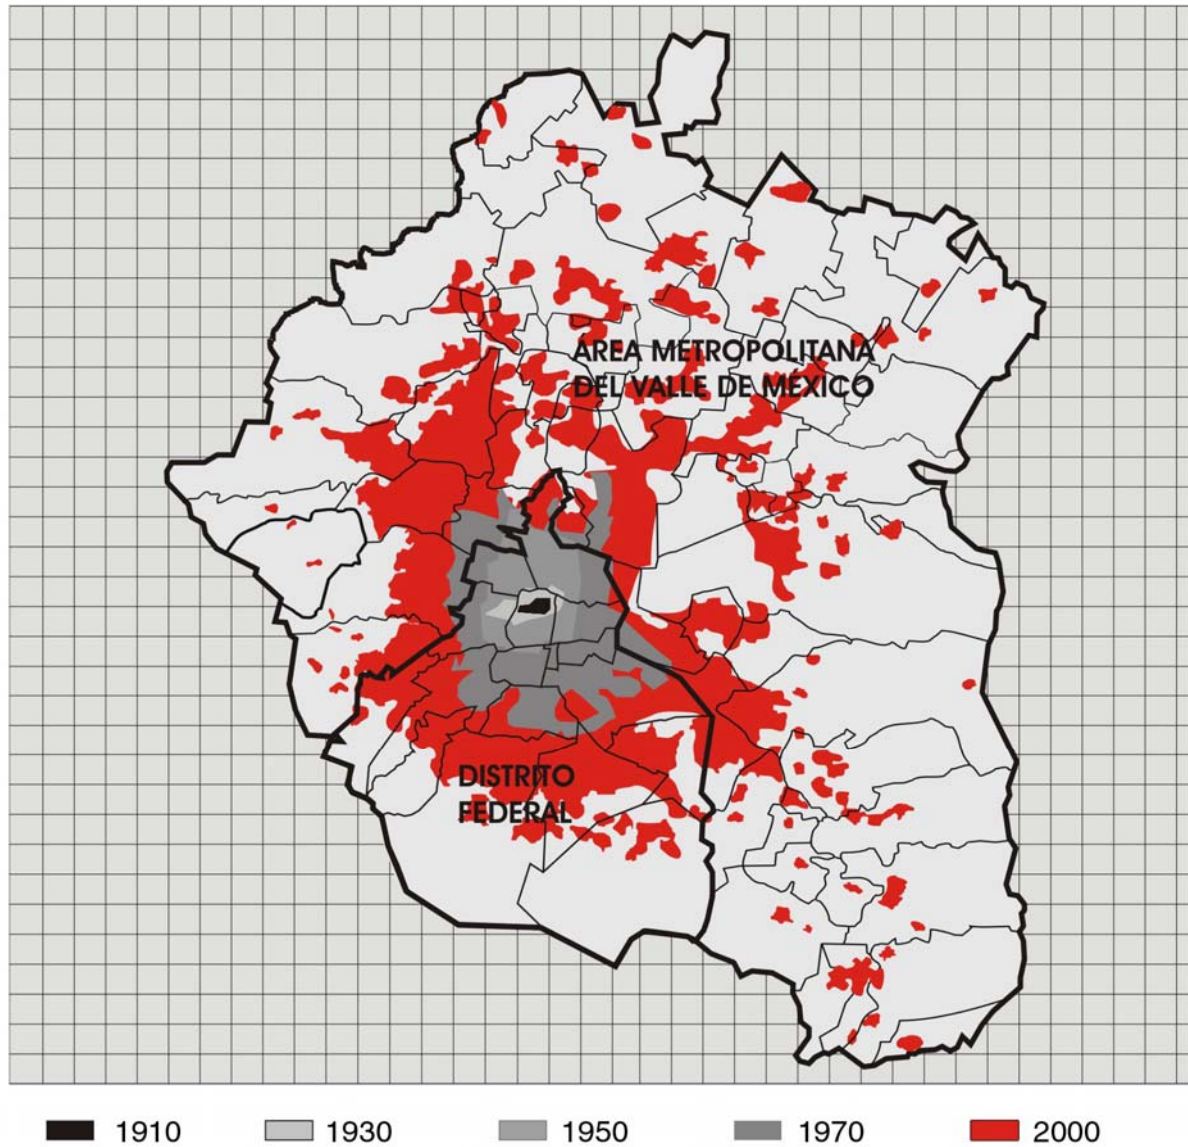 ÁREA METROPOLITANA
DEL VALLE DE MÉXICO
DISTRITO
FEDERAL
1910 1930 1950 1970 2000